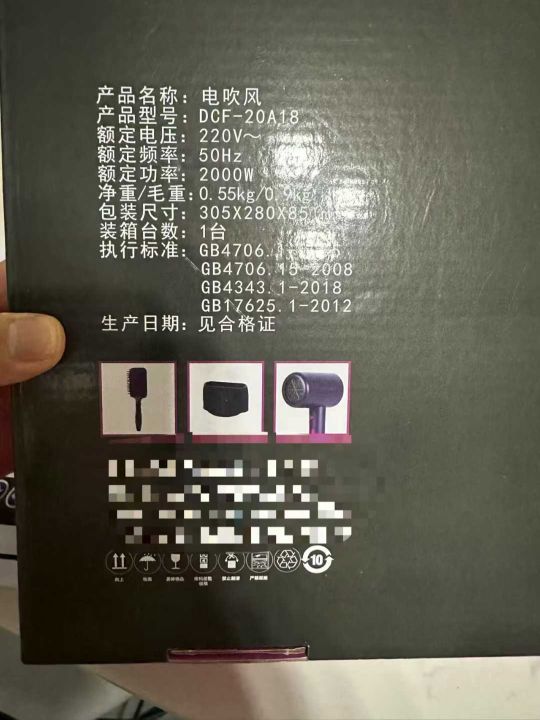 产品名称：电吹风
产品型号：DCF-20A18
额定电压：220V～
额定频率：50Hz
额定功率：2000W
净重/毛重：0.55kg/0.9kg
包装尺寸：305X280X85
装箱台数：1台
执行标准：GB4706.
GB4706.15-2008
GB4343.1-2018
GB17625.1-2012
生产日期：见合格证
向上
10